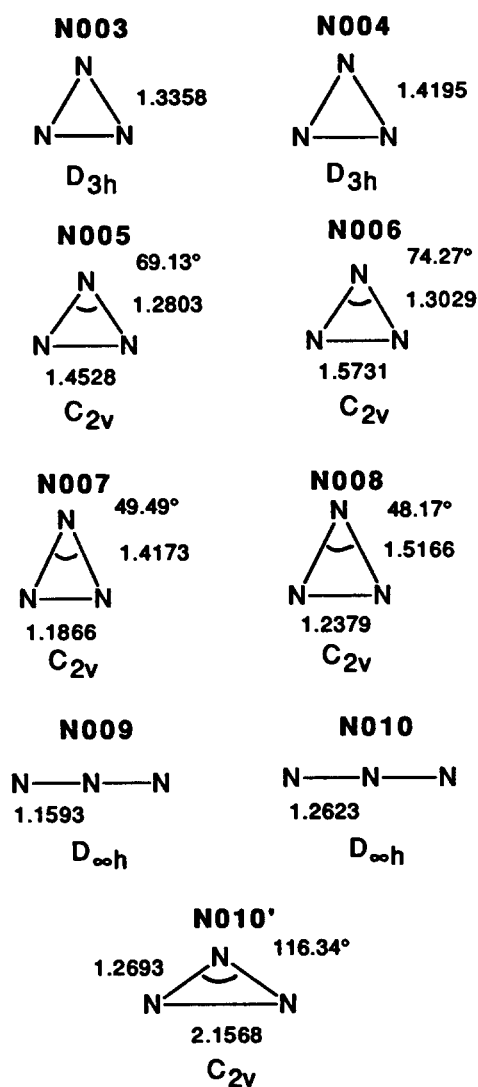 N003
N
1.3358
N N
D3h
N004
N
1.4195
N N
D3h
N005
69.13°
N
1.2803
N N
1.4528
C2v
N006
74.27°
N
1.3029
N N
1.5731
C2v
N007
49.49°
N
1.4173
N N
1.1866
C2v
N008
48.17°
N
1.5166
N N
1.2379
C2v
N009
N N N
1.1593
D∞h
N010
N N N
1.2623
D∞h
N010'
116.34°
1.2693
N
N N
2.1568
C2v